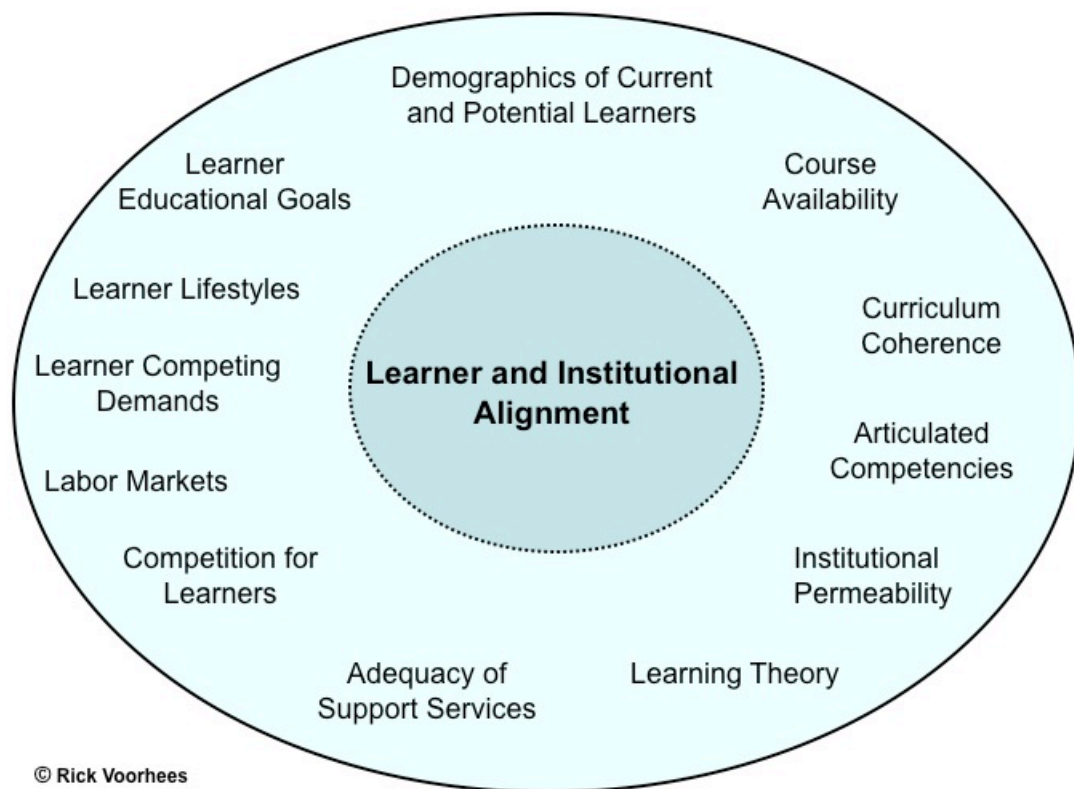 Demographics of Current
and Potential Learners
Learner
Educational Goals
Course
Availability
Learner Lifestyles
Curriculum
Coherence
Learner Competing
Demands
Learner and Institutional
Alignment
Articulated
Competencies
Labor Markets
Competition for
Learners
Institutional
Permeability
Adequacy of
Support Services
Learning Theory
© Rick Voorhees